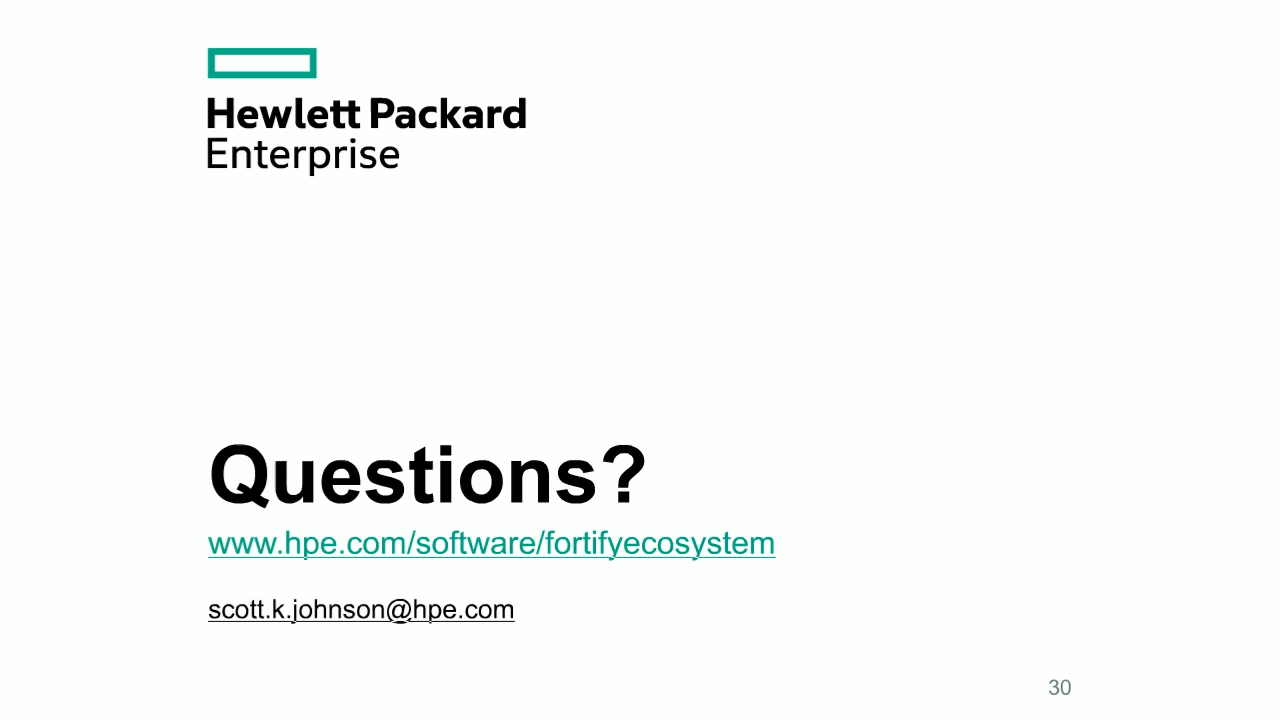 Hewlett Packard
Enterprise
Questions?
www.hpe.com/software/fortifyecosystem
scott.k.johnson@hpe.com
30